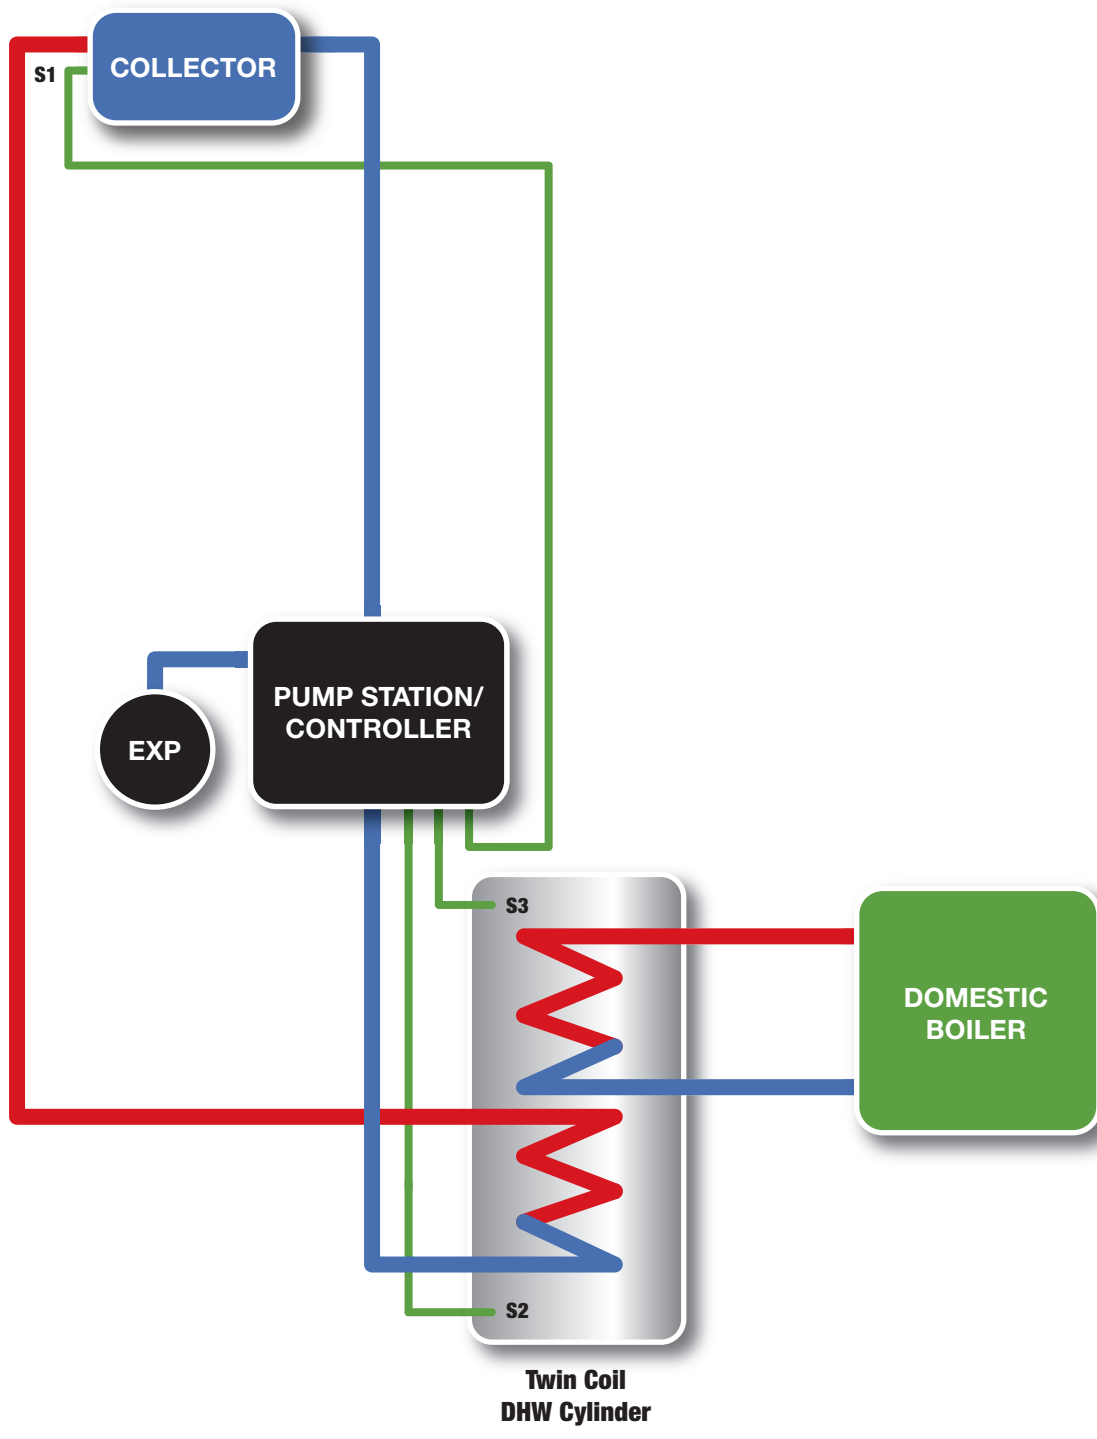 COLLECTOR
S1
PUMP STATION/
CONTROLLER
EXP
S3
DOMESTIC
BOILER
S2
Twin Coil
DHW Cylinder